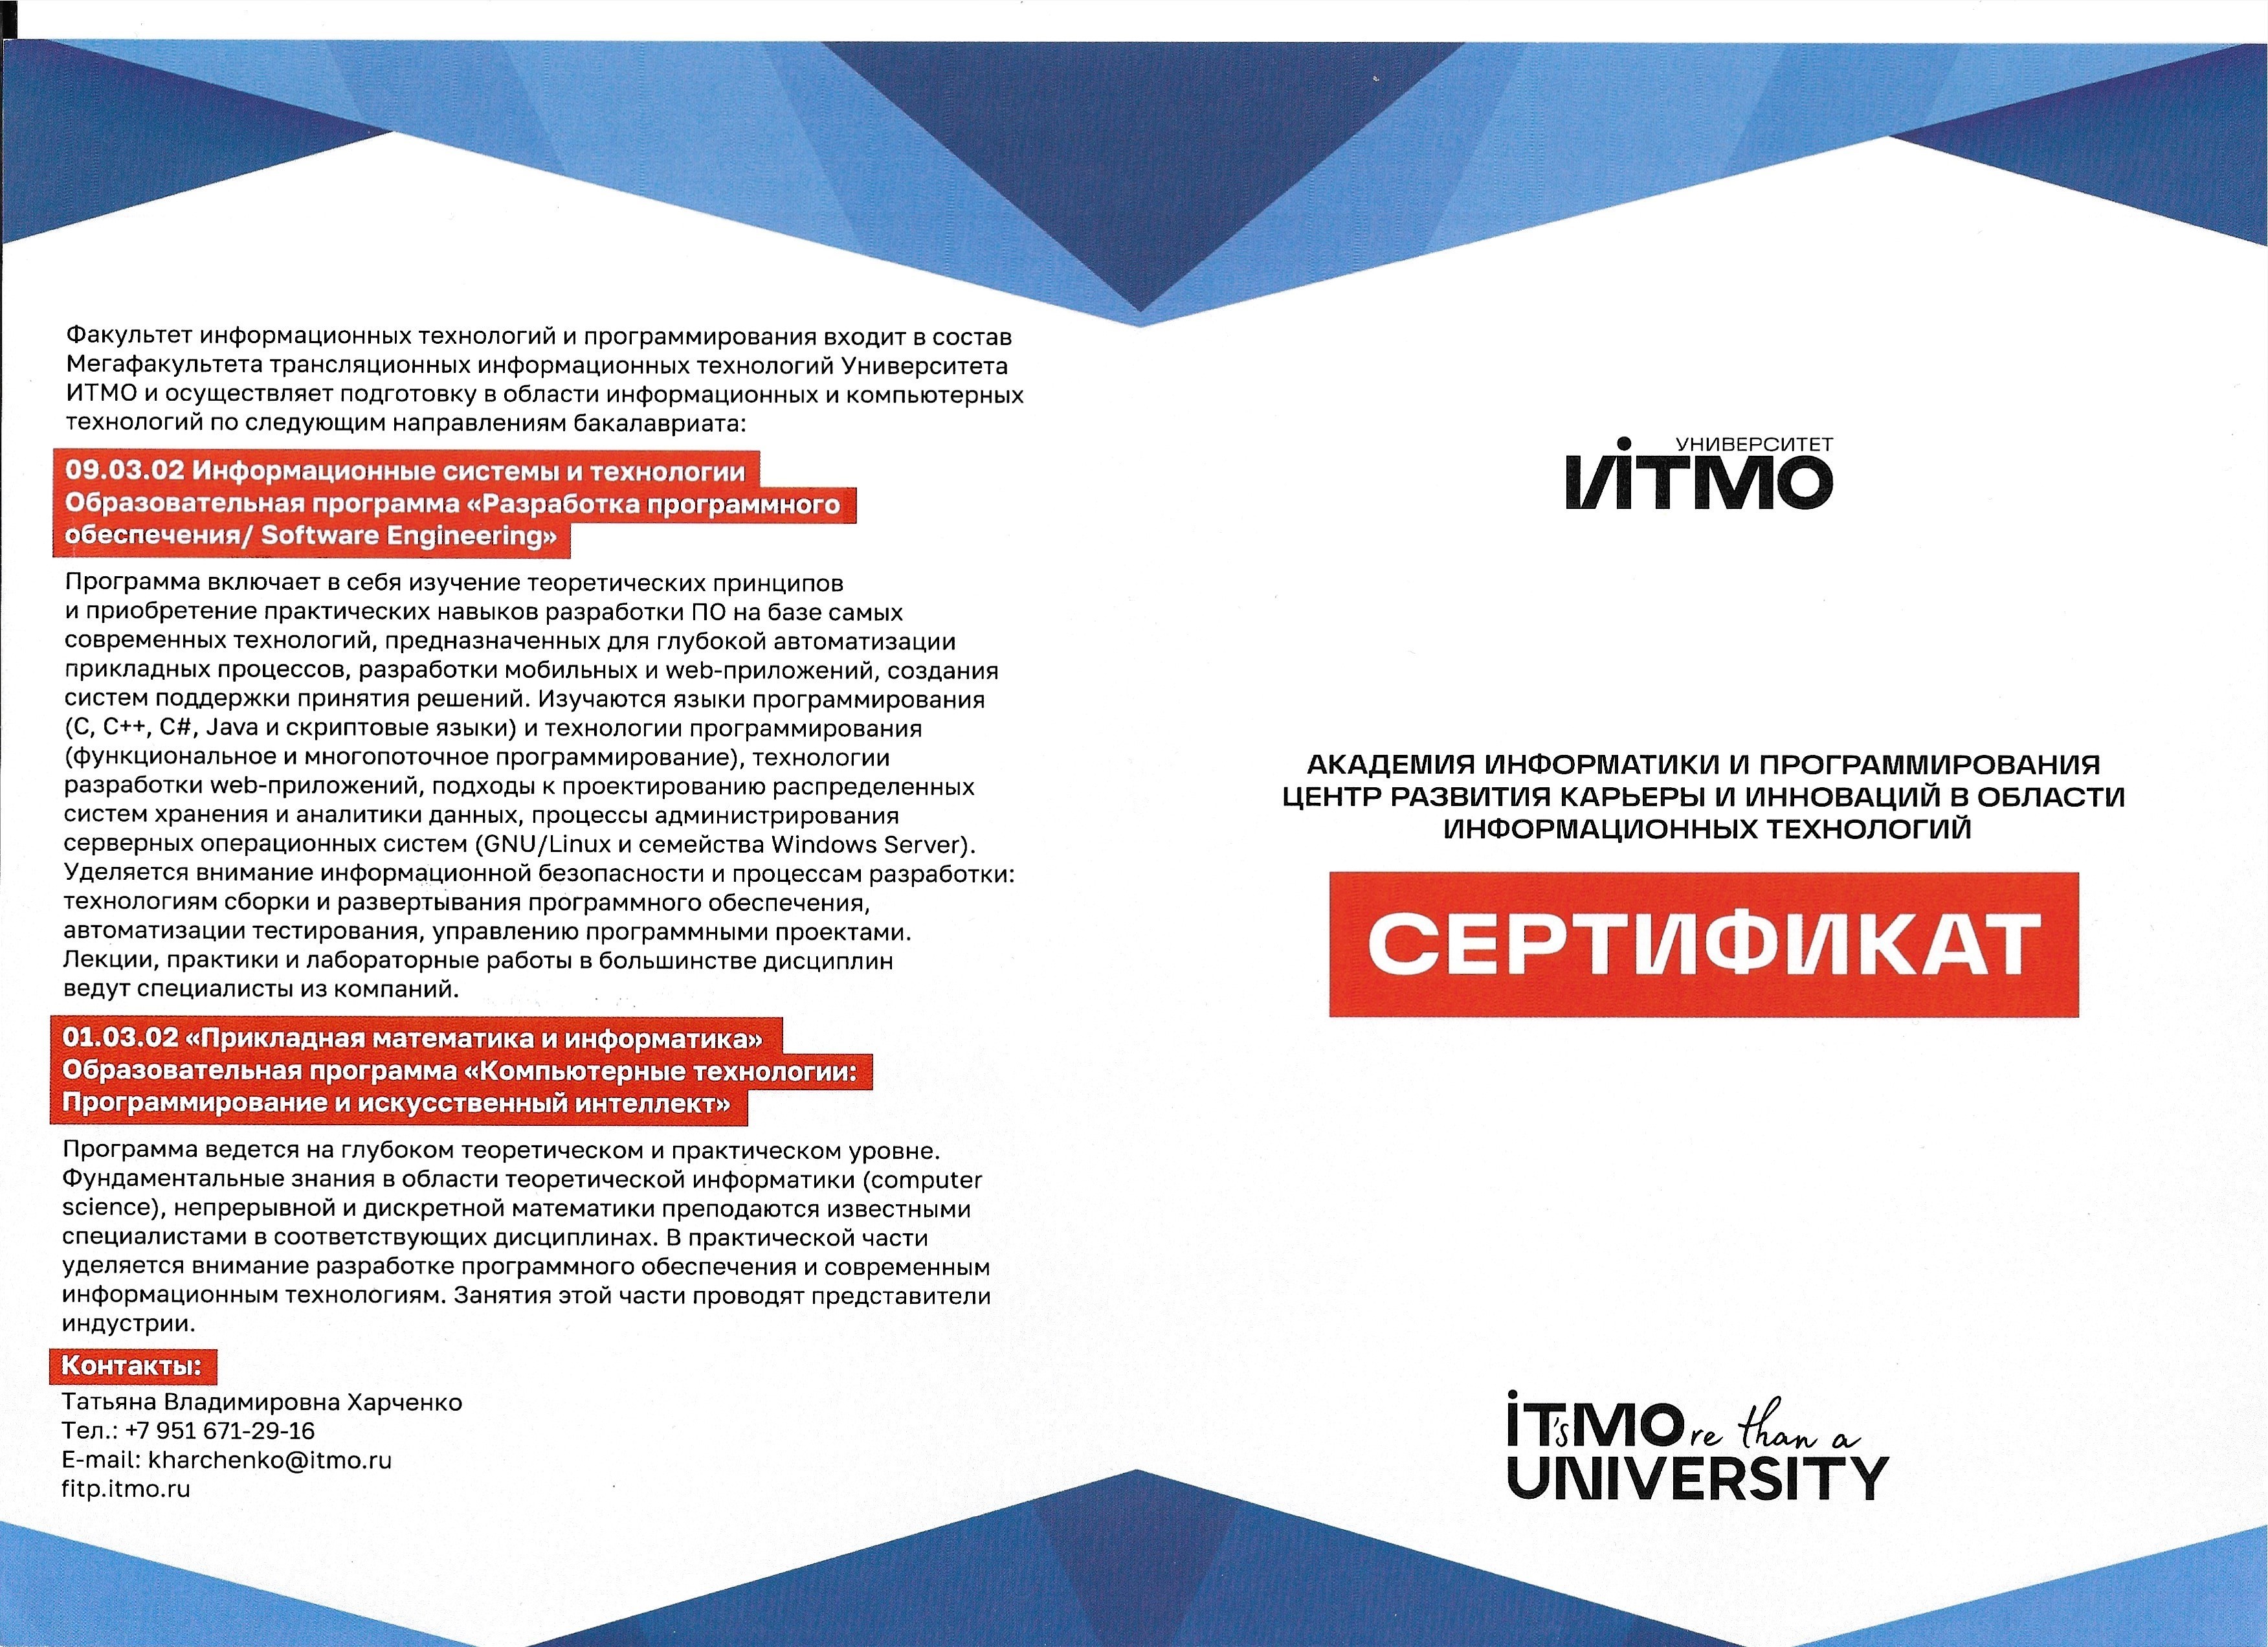 Факультет информационных технологий и программирования входит в состав
Мегафакультета трансляционных информационных технологий Университета
ИТМО и осуществляет подготовку в области информационных и компьютерных
технологий по следующим направлениям бакалавриата:
09.03.02 Информационные системы и технологии
Образовательная программа «Разработка программного
обеспечения/ Software Engineering»
Программа включает в себя изучение теоретических принципов
и приобретение практических навыков разработки ПО на базе самых
современных технологий, предназначенных для глубокой автоматизации
прикладных процессов, разработки мобильных и web-приложений, создания
систем поддержки принятия решений. Изучаются языки программирования
(C, C++, C#, Java и скриптовые языки) и технологии программирования
(функциональное и многопоточное программирование), технологии
разработки web-приложений, подходы к проектированию распределенных
систем хранения и аналитики данных, процессы администрирования
серверных операционных систем (GNU/Linux и семейства Windows Server).
Уделяется внимание информационной безопасности и процессам разработки:
технологиям сборки и развертывания программного обеспечения,
автоматизации тестирования, управлению программными проектами.
Лекции, практики и лабораторные работы в большинстве дисциплин
ведут специалисты из компаний.
01.03.02 «Прикладная математика и информатика»
Образовательная программа «Компьютерные технологии:
Программирование и искусственный интеллект»
Программа ведется на глубоком теоретическом и практическом уровне.
Фундаментальные знания в области теоретической информатики (computer
science), непрерывной и дискретной математики преподаются известными
специалистами в соответствующих дисциплинах. В практической части
уделяется внимание разработке программного обеспечения и современным
информационным технологиям. Занятия этой части проводят представители
индустрии.
Контакты:
Татьяна Владимировна Харченко
Тел.: +7 951 671-29-16
E-mail: kharchenko@itmo.ru
fitp.itmo.ru
УНИВЕРСИТЕТ
ИТМО
АКАДЕМИЯ ИНФОРМАТИКИ И ПРОГРАММИРОВАНИЯ
ЦЕНТР РАЗВИТИЯ КАРЬЕРЫ И ИННОВАЦИЙ В ОБЛАСТИ
ИНФОРМАЦИОННЫХ ТЕХНОЛОГИЙ
СЕРТИФИКАТ
iT'sMOre than a
UNIVERSITY